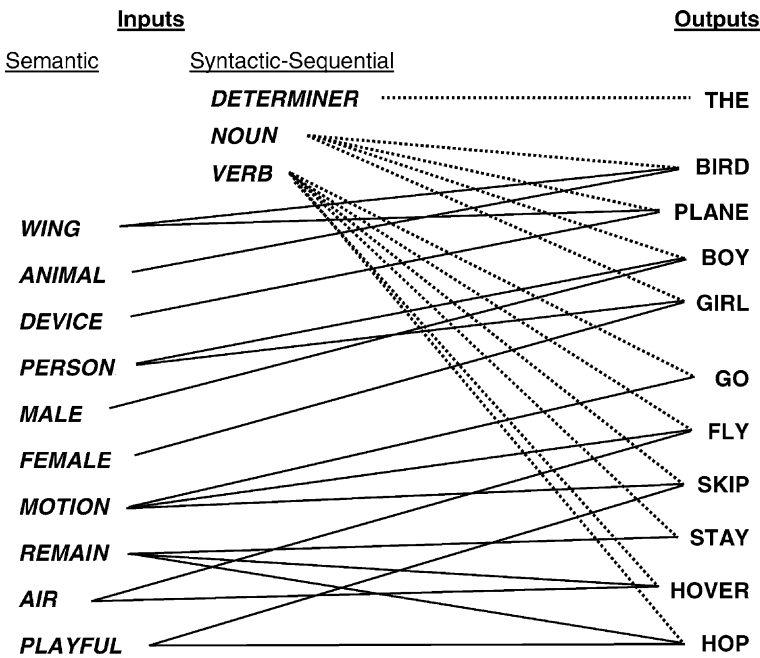 Inputs Outputs
Semantic Syntactic-Sequential
DETERMINER THE
NOUN
BIRD
VERB
PLANE
WING
BOY
ANIMAL
GIRL
DEVICE
PERSON
GO
MALE
FLY
FEMALE
SKIP
MOTION
STAY
REMAIN
HOVER
AIR
PLAYFUL HOP